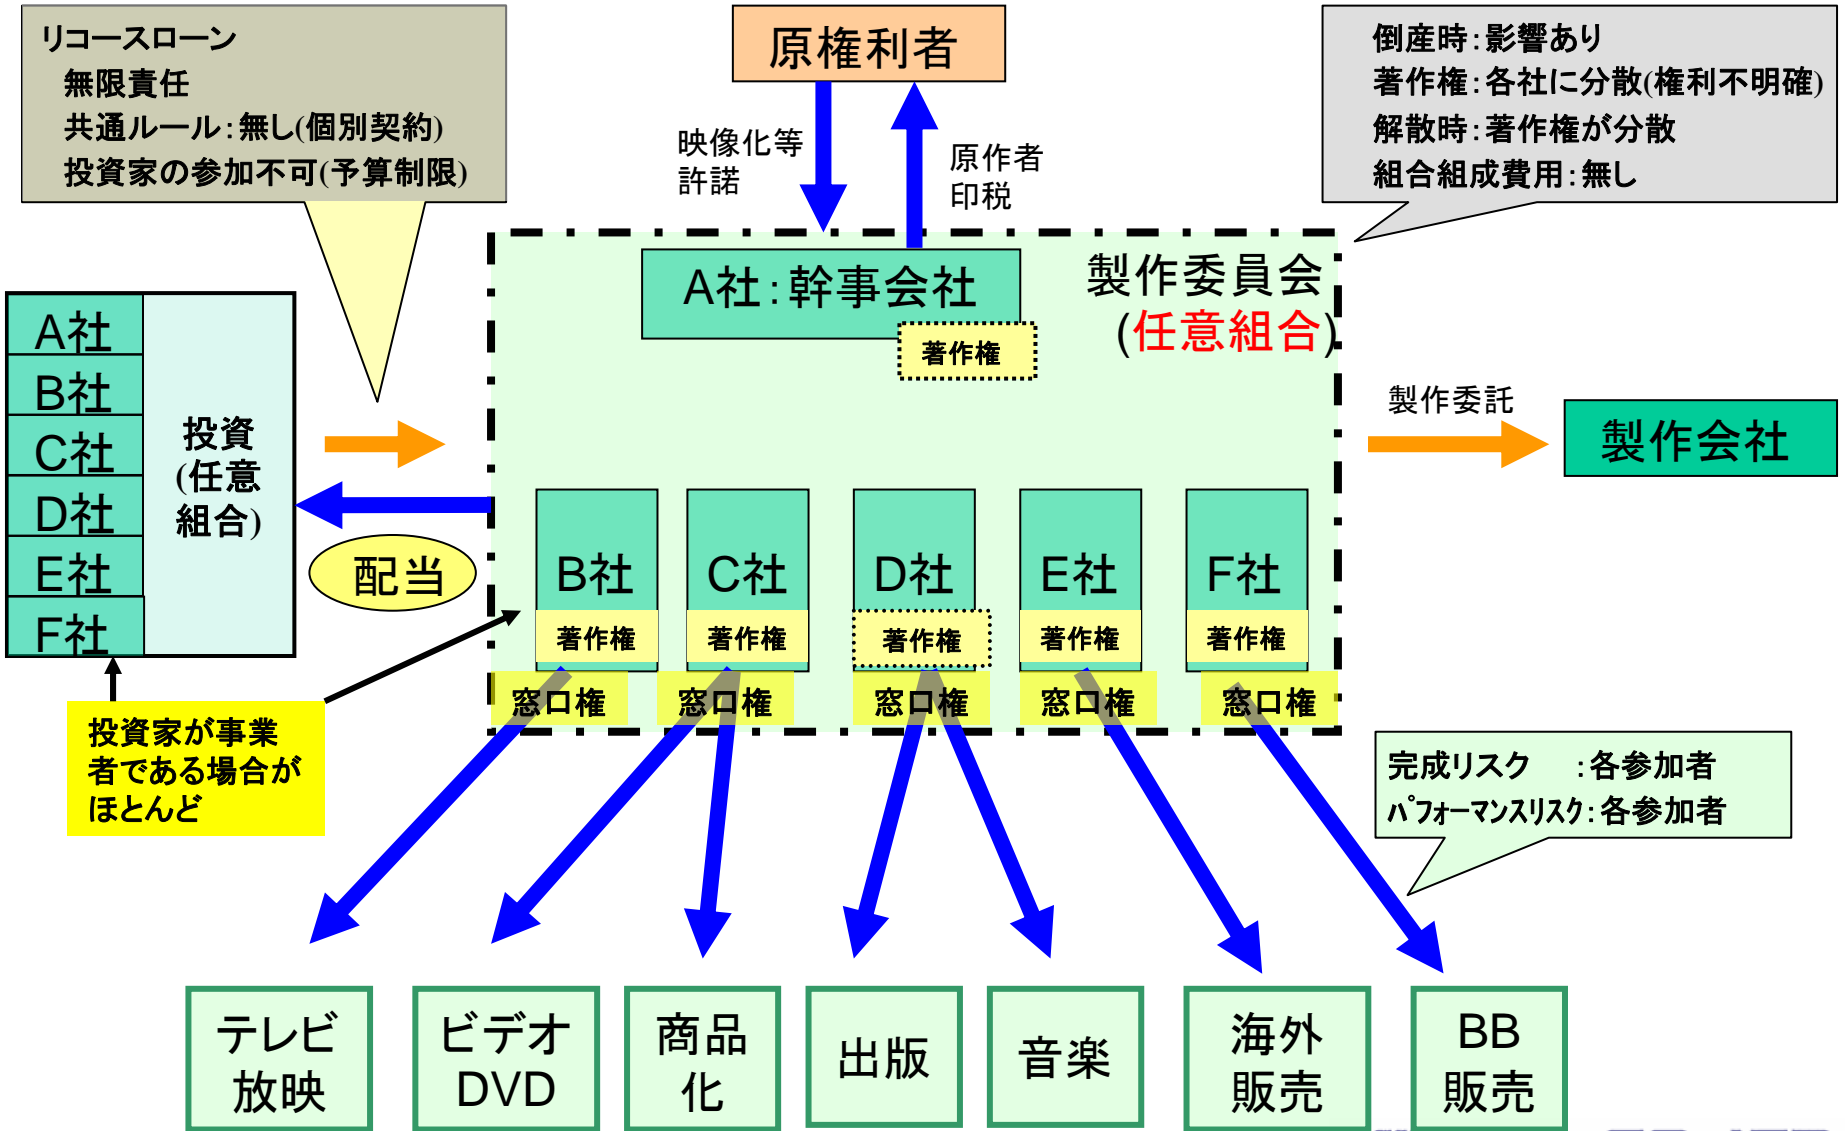 リコースローン
無限責任
共通ルール：無し(個別契約)
投資家の参加不可(予算制限)
原権利者
倒産時：影響あり
著作権：各社に分散(権利不明確)
解散時：著作権が分散
組合組成費用：無し
映像化等
許諾
原作者
印税
A社：幹事会社
著作権
製作委員会
(任意組合)
A社
B社
C社
D社
E社
F社
投資
(任意
組合)
配当
製作委託
製作会社
B社
C社
D社
E社
F社
著作権
著作権
著作権
著作権
著作権
窓口権
窓口権
窓口権
窓口権
窓口権
投資家が事業
者である場合が
ほとんど
完成リスク　：各参加者
ﾊﾟﾌｫｰﾏﾝｽﾘｽｸ：各参加者
テレビ
放映
ビデオ
DVD
商品
化
出版
音楽
海外
販売
BB
販売